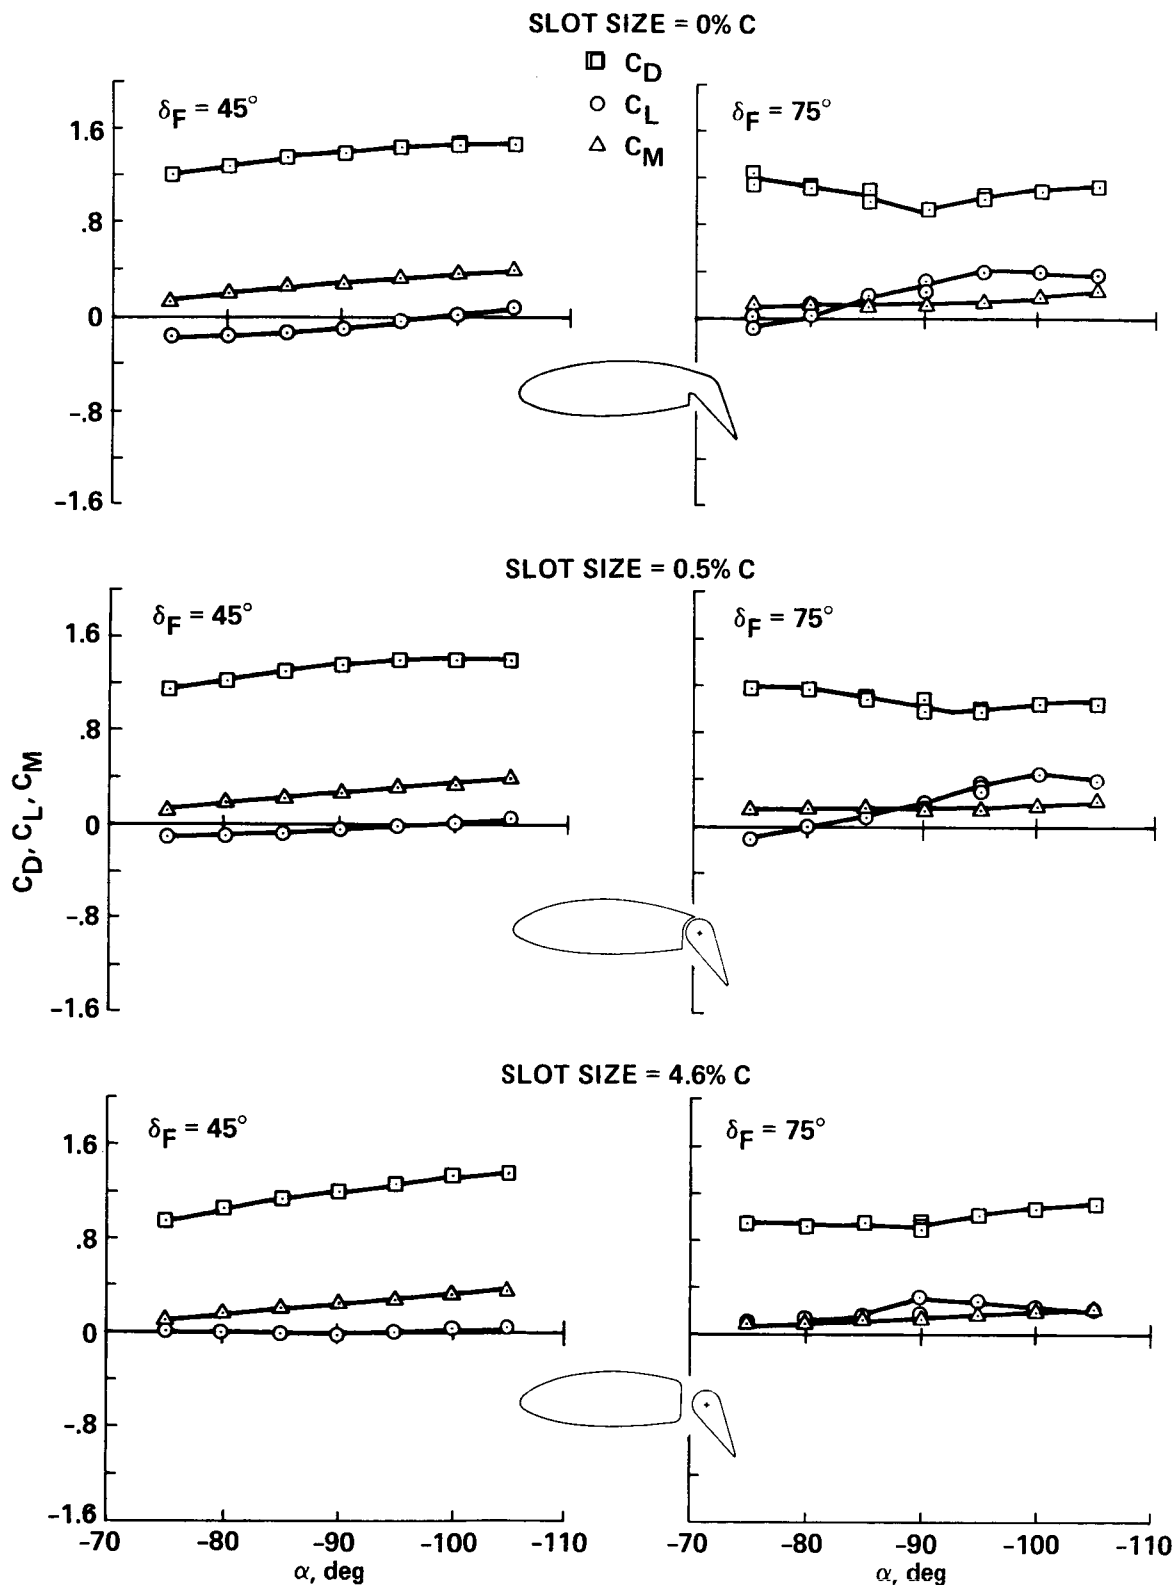 SLOT SIZE = 0% C
C_D
C_L
C_M
δ_F = 45°
δ_F = 75°
1.6
.8
0
-.8
-1.6
SLOT SIZE = 0.5% C
δ_F = 45°
δ_F = 75°
1.6
.8
0
-.8
-1.6
C_D, C_L, C_M
SLOT SIZE = 4.6% C
δ_F = 45°
δ_F = 75°
1.6
.8
0
-.8
-1.6
-70 -80 -90 -100 -110
α, deg
-70 -80 -90 -100 -110
α, deg